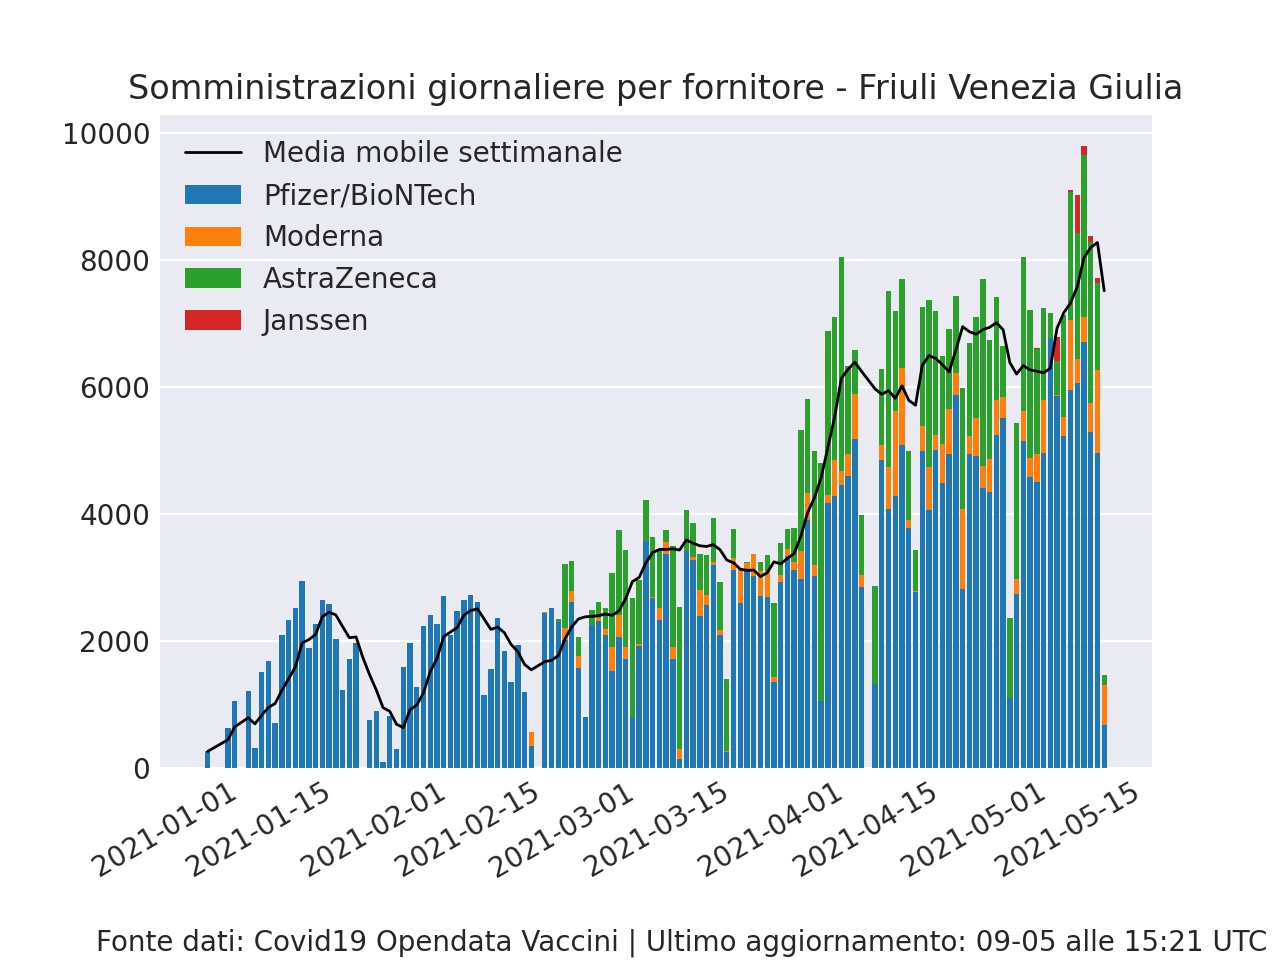 Somministrazioni giornaliere per fornitore - Friuli Venezia Giulia
10000
8000
6000
4000
2000
0
Media mobile settimanale
Pfizer/BioNTech
Moderna
AstraZeneca
Janssen
2021-01-01
2021-01-15
2021-02-01
2021-02-15
2021-03-01
2021-03-15
2021-04-01
2021-04-15
2021-05-01
2021-05-15
Fonte dati: Covid19 Opendata Vaccini | Ultimo aggiornamento: 09-05 alle 15:21 UTC